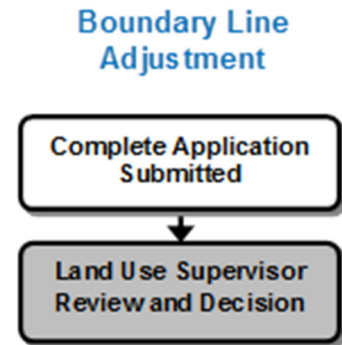 Boundary Line
Adjustment
Complete Application
Submitted
Land Use Supervisor
Review and Decision